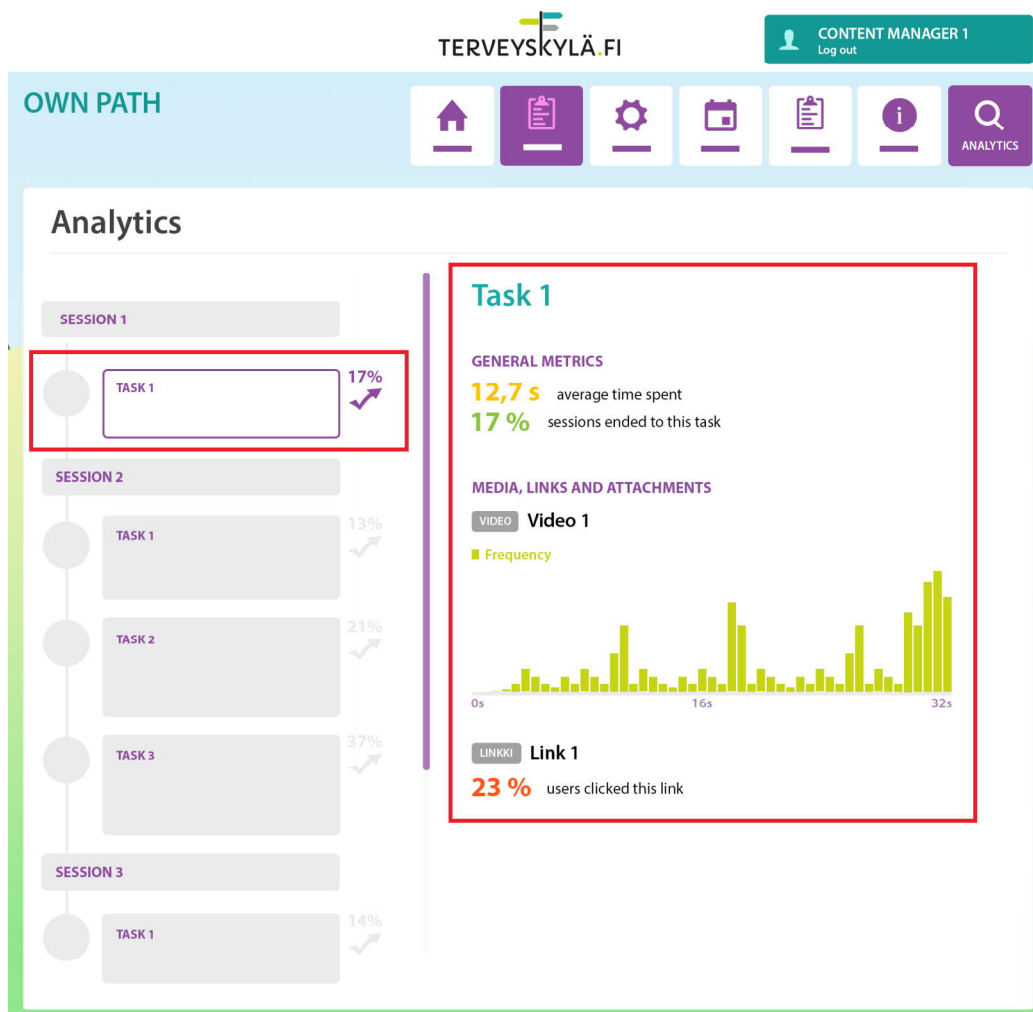 TERVEYSKYLÄ.FI
CONTENT MANAGER 1
Log out
OWN PATH
ANALYTICS
Analytics
SESSION 1
TASK 1
17%
SESSION 2
TASK 1
13%
TASK 2
21%
TASK 3
37%
SESSION 3
TASK 1
14%
Task 1
GENERAL METRICS
12,7 s average time spent
17 % sessions ended to this task
MEDIA, LINKS AND ATTACHMENTS
VIDEO Video 1
Frequency
0s 16s 32s
LINKKI Link 1
23 % users clicked this link